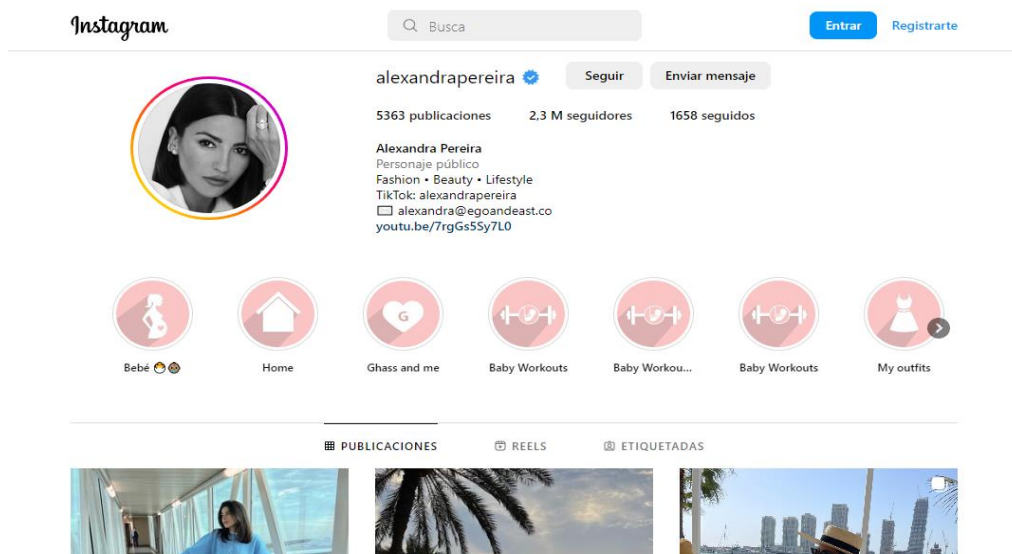 Instagram
Busca
Entrar
Registrarte
alexandrapereira
Seguir
Enviar mensaje
5363 publicaciones
2,3 M seguidores
1658 seguidos
Alexandra Pereira
Personaje público
Fashion • Beauty • Lifestyle
TikTok: alexandrapereira
alexandra@egoandeast.co
youtu.be/7rgGs5Sy7L0
G
Bebé
Home
Ghass and me
Baby Workouts
Baby Workou...
Baby Workouts
My outfits
PUBLICACIONES
REELS
ETIQUETADAS